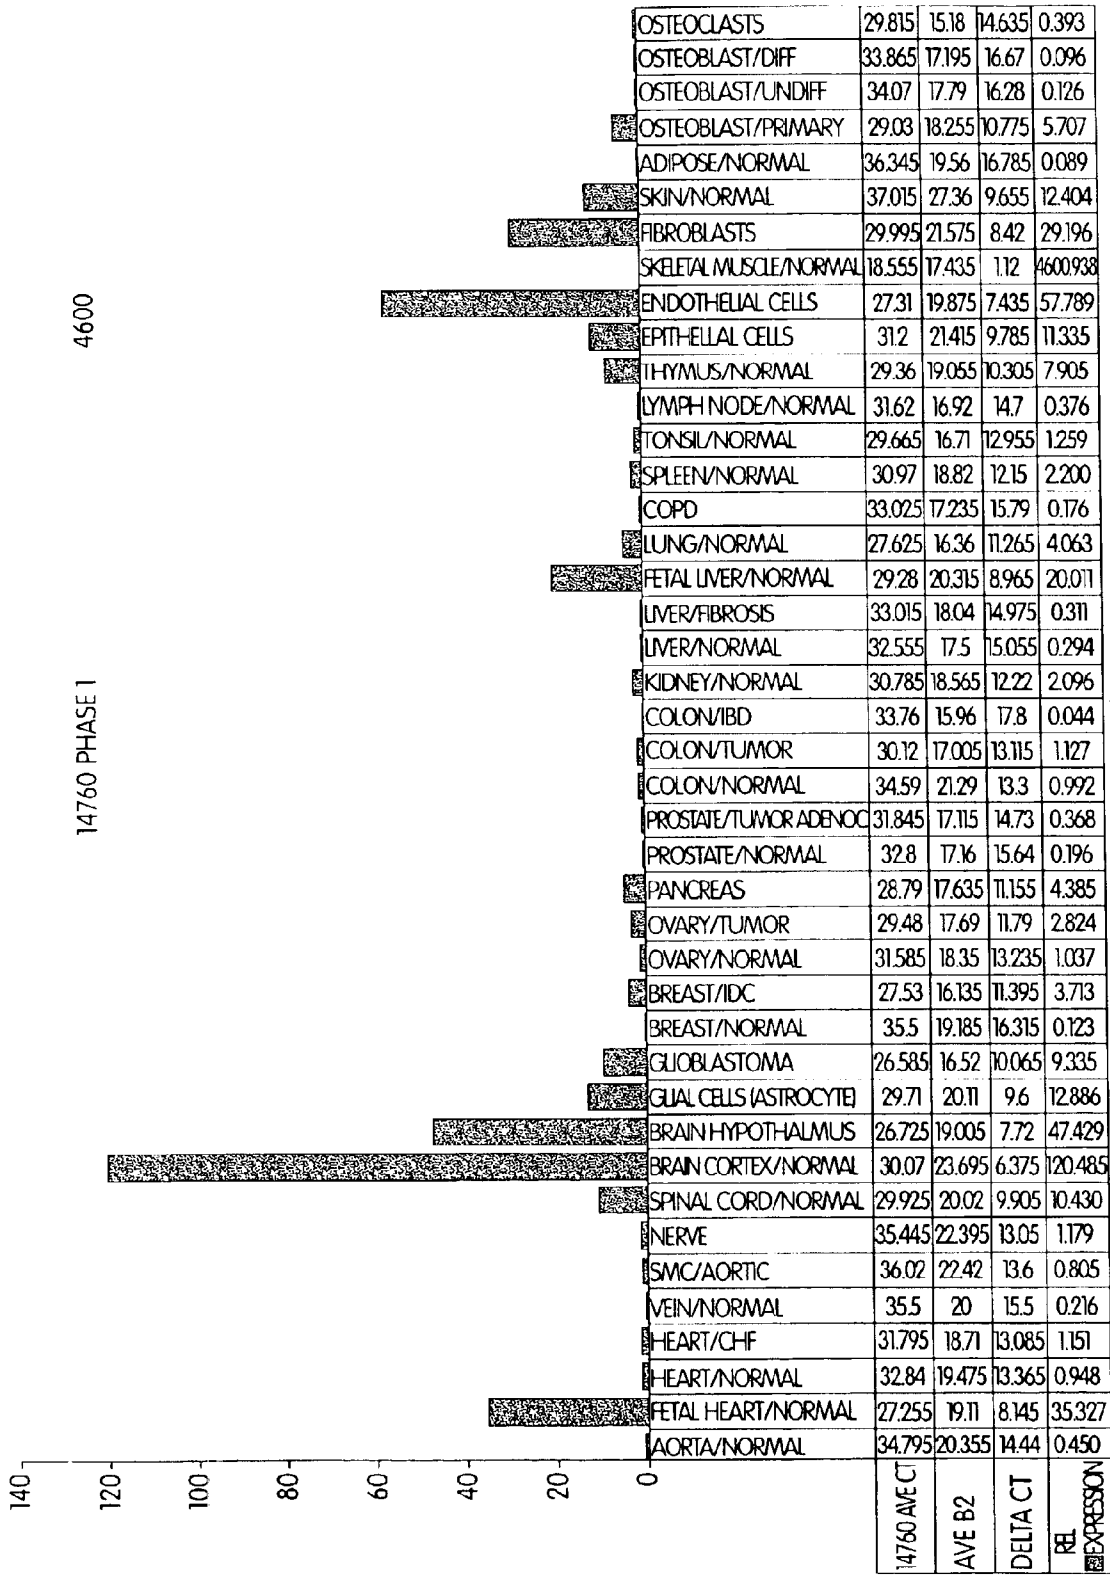 OSTEOCLASTS 29.815 15.18 14.635 0.393
OSTEOBLAST/DIFF 33.865 17.195 16.67 0.096
OSTEOBLAST/UNDIFF 34.07 17.79 16.28 0.126
OSTEOBLAST/PRIMARY 29.03 18.255 10.775 5.707
ADIPOSE/NORMAL 36.345 19.56 16.785 0.089
SKIN/NORMAL 37.015 27.36 9.655 12.404
FIBROBLASTS 29.995 21.575 8.42 29.196
SKELETAL MUSCLE/NORMAL 18.555 17.435 1.12 4600.938
4600
ENDOTHELIAL CELLS 27.31 19.875 7.435 57.789
EPITHELLAL CELLS 31.2 21.415 9.785 11.335
THYMUS/NORMAL 29.36 19.055 10.305 7.905
LYMPH NODE/NORMAL 31.62 16.92 14.7 0.376
TONSIL/NORMAL 29.665 16.71 12.955 1.259
SPLEEN/NORMAL 30.97 18.82 12.15 2.200
COPD 33.025 17.235 15.79 0.176
LUNG/NORMAL 27.625 16.36 11.265 4.063
FETAL LIVER/NORMAL 29.28 20.315 8.965 20.011
LIVER/FIBROSIS 33.015 18.04 14.975 0.311
LIVER/NORMAL 32.555 17.5 15.055 0.294
KIDNEY/NORMAL 30.785 18.565 12.22 2.096
COLON/IBD 33.76 15.96 17.8 0.044
14760 PHASE 1
COLON/TUMOR 30.12 17.005 13.115 1.127
COLON/NORMAL 34.59 21.29 13.3 0.992
PROSTATE/TUMOR ADENOC 31.845 17.115 14.73 0.368
PROSTATE/NORMAL 32.8 17.16 15.64 0.196
PANCREAS 28.79 17.635 11.155 4.385
OVARY/TUMOR 29.48 17.69 11.79 2.824
OVARY/NORMAL 31.585 18.35 13.235 1.037
BREAST/IDC 27.53 16.135 11.395 3.713
BREAST/NORMAL 35.5 19.185 16.315 0.123
GLIOBLASTOMA 26.585 16.52 10.065 9.335
GLIAL CELLS (ASTROCYTE) 29.71 20.11 9.6 12.886
BRAIN HYPOTHALMUS 26.725 19.005 7.72 47.429
BRAIN CORTEX/NORMAL 30.07 23.695 6.375 120.485
SPINAL CORD/NORMAL 29.925 20.02 9.905 10.430
NERVE 35.445 22.395 13.05 1.179
SMC/AORTIC 36.02 22.42 13.6 0.805
VEIN/NORMAL 35.5 20 15.5 0.216
HEART/CHF 31.795 18.71 13.085 1.151
HEART/NORMAL 32.84 19.475 13.365 0.948
FETAL HEART/NORMAL 27.255 19.11 8.145 35.327
AORTA/NORMAL 34.795 20.355 14.44 0.450
140 120 100 80 60 40 20 0
14760 AVE CT
AVE B2
DELTA CT
REL
EXPRESSION